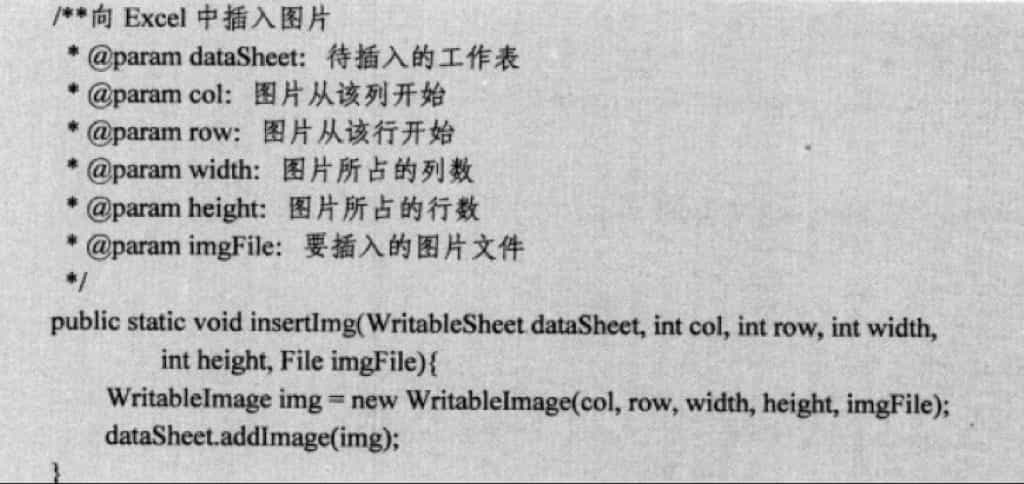 /**向 Excel 中插入图片
* @param dataSheet: 待插入的工作表
* @param col: 图片从该列开始
* @param row: 图片从该行开始
* @param width: 图片所占的列数
* @param height: 图片所占的行数
* @param imgFile: 要插入的图片文件
*/
public static void insertImg(WritableSheet dataSheet, int col, int row, int width,
int height, File imgFile){
WritableImage img = new WritableImage(col, row, width, height, imgFile);
dataSheet.addImage(img);
}